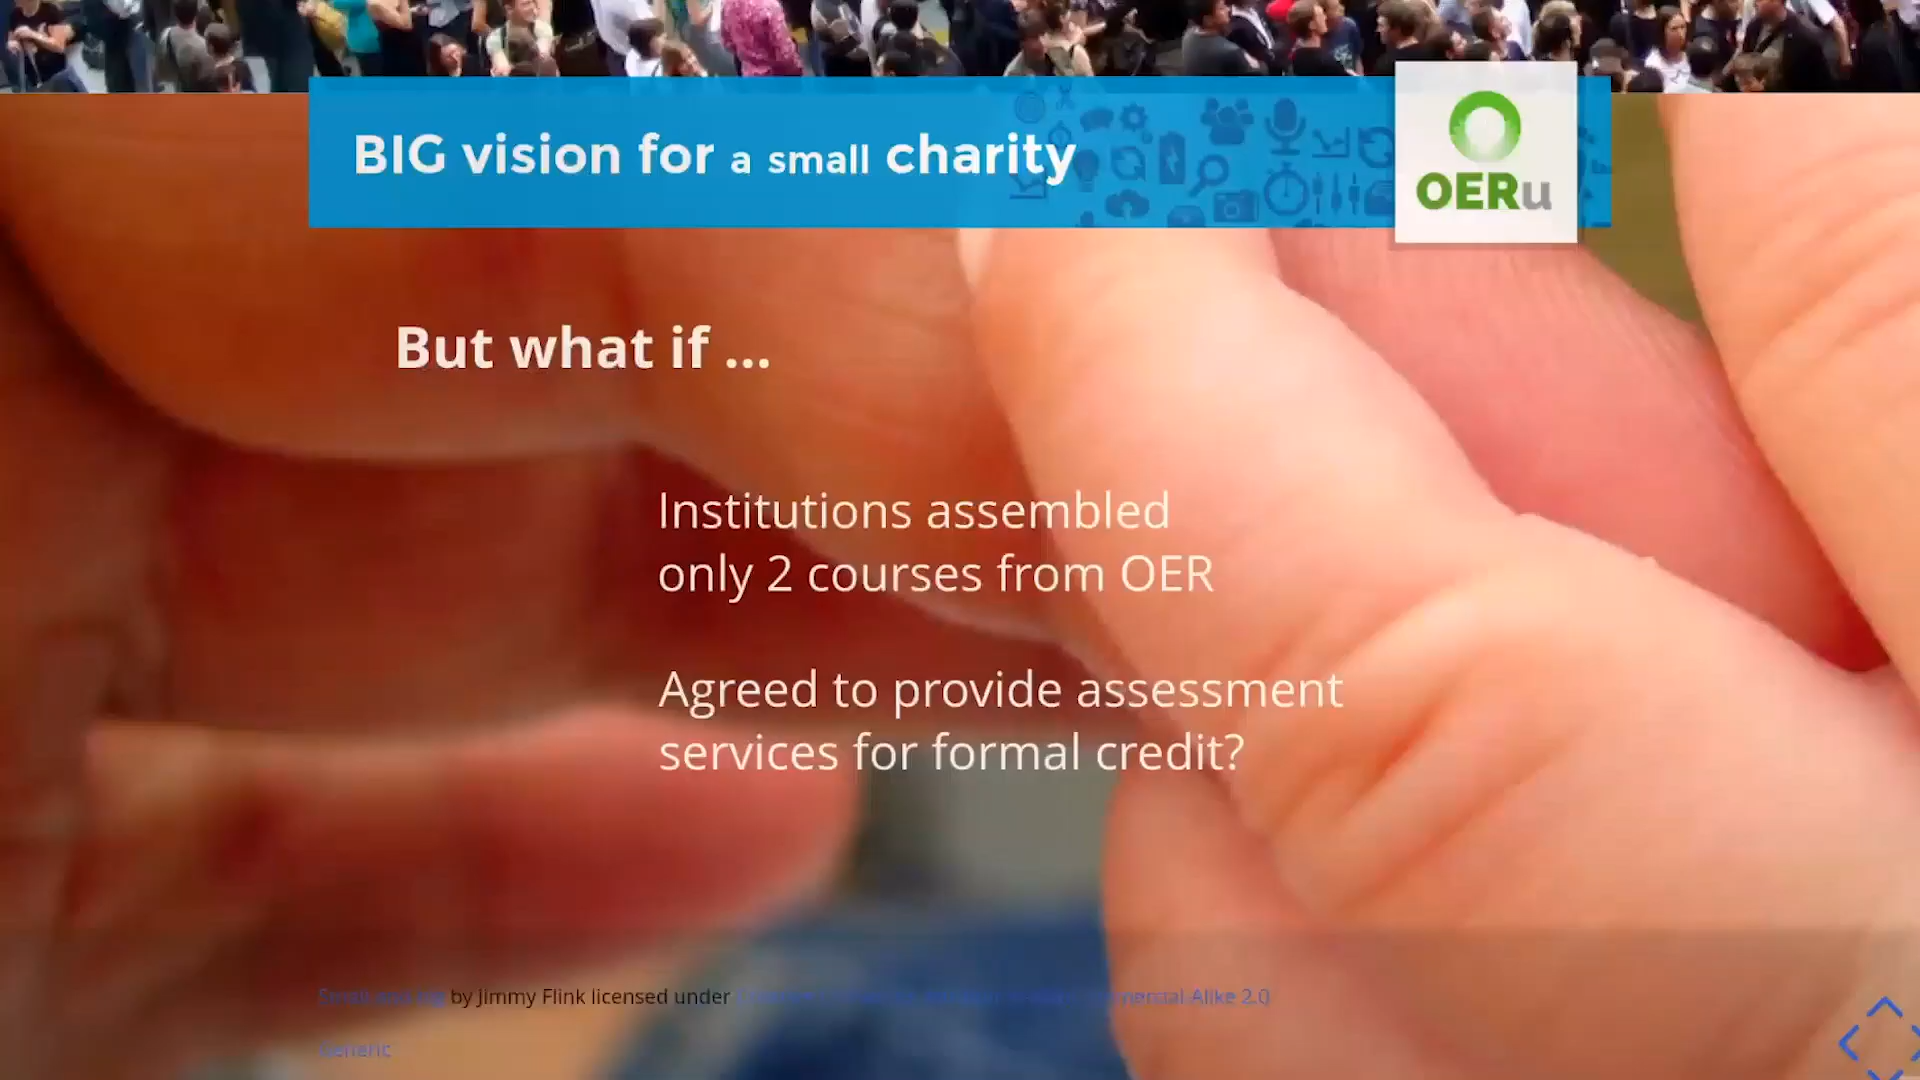 BIG vision for a small charity
OERu
But what if ...
Institutions assembled
only 2 courses from OER
Agreed to provide assessment
services for formal credit?
by Jimmy Flink licensed under Alike 2.0
Generic